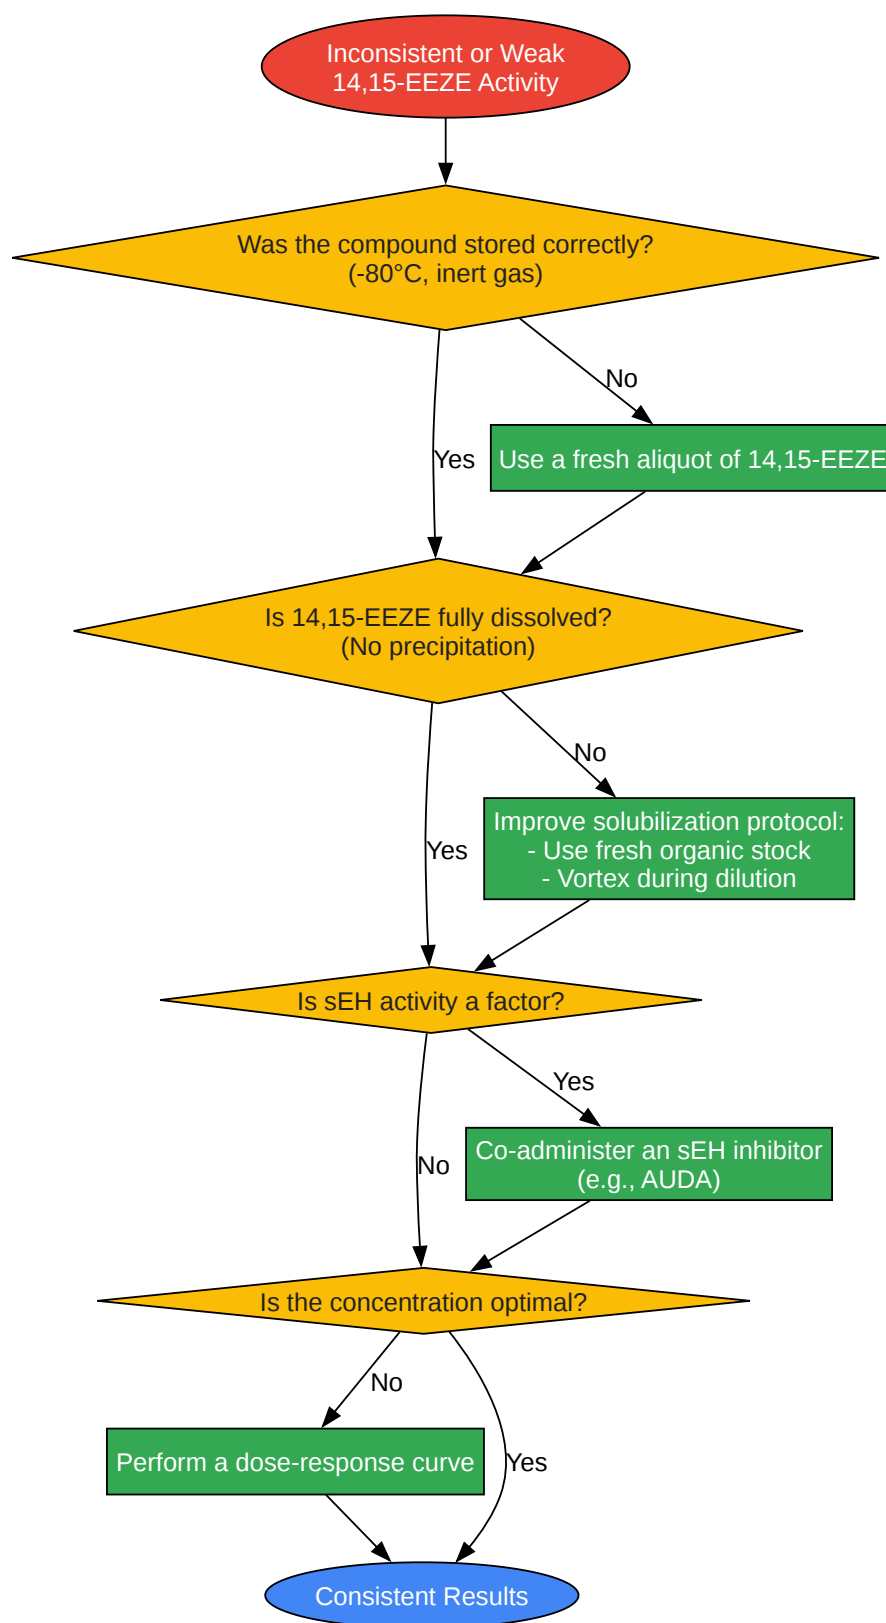 Inconsistent or Weak
14,15-EEZE Activity
Was the compound stored correctly?
(-80°C, inert gas)
No
Yes
Use a fresh aliquot of 14,15-EEZE
Is 14,15-EEZE fully dissolved?
(No precipitation)
No
Yes
Improve solubilization protocol:
- Use fresh organic stock
- Vortex during dilution
Is sEH activity a factor?
Yes
No
Co-administer an sEH inhibitor
(e.g., AUDA)
Is the concentration optimal?
No
Yes
Perform a dose-response curve
Consistent Results